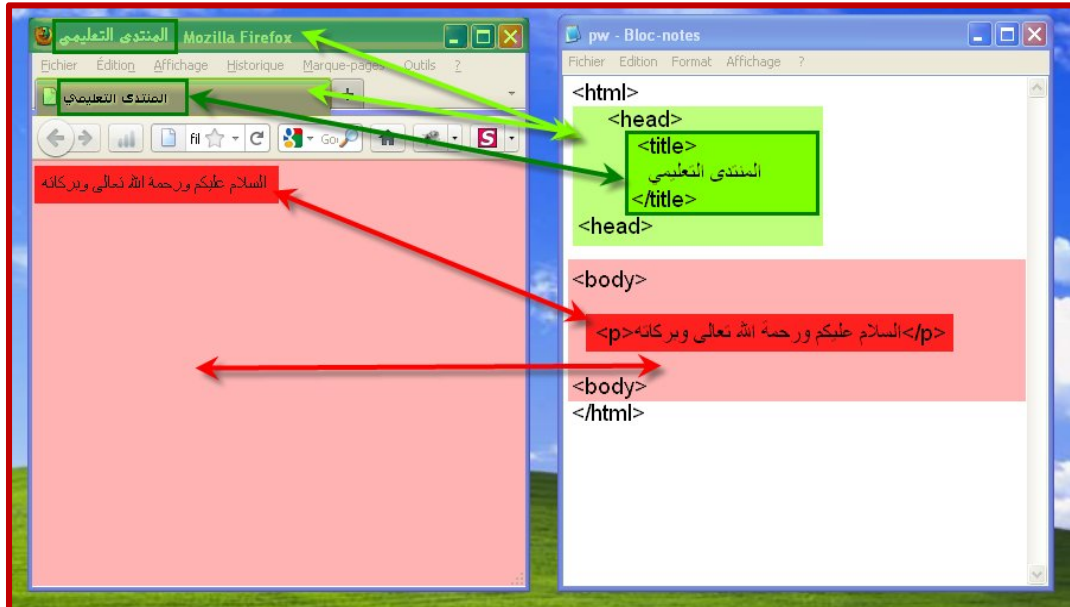 المنتدى التعليمي Mozilla Firefox
Fichier Édition Affichage Historique Marque-pages Outils ?
المنتدى التعليمي
+
fil
Goo
S
السلام عليكم ورحمة الله تعالى وبركاته
pw - Bloc-notes
Fichier Edition Format Affichage ?
<html>
<head>
<title>
المنتدى التعليمي
</title>
<head>
<body>
<p>السلام عليكم ورحمة الله تعالى وبركاته</p>
<body>
</html>